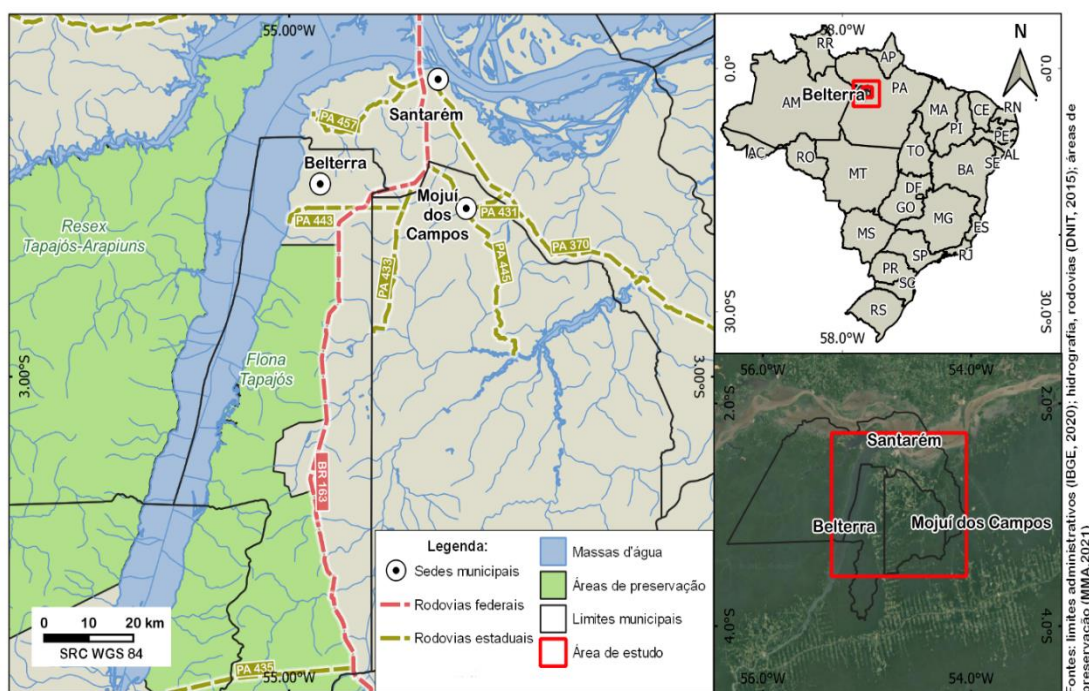 55.00°W
Santarém
PA 457
Belterra
Mojuí
dos
Campos
PA 443
PA 431
PA 433
PA 445
PA 370
Resex
Tapajós-Arapiuns
Flona
Tapajós
3.00°S
3.00°S
BR 163
PA 435
55.00°W
0 10 20 km
SRC WGS 84
Legenda:
Sedes municipais
Rodovias federais
Rodovias estaduais
Massas d'água
Áreas de preservação
Limites municipais
Área de estudo
58.0°W
N
0.0°
0.0°
RR
AP
Belterra
AM
PA
MA
CE
RN
PI
PE
AL
SE
AC
RO
TO
BA
MT
DF
GO
MG
ES
MS
SP
RJ
PR
SC
RS
30.0°S
30.0°S
58.0°W
56.0°W
54.0°W
2.0°S
2.0°S
Santarém
Belterra
Mojuí dos Campos
4.0°S
4.0°S
56.0°W
54.0°W
Fontes: limites administrativos (IBGE, 2020); hidrografia, rodovias (DNIT, 2015); áreas de
preservação (MMA, 2021)